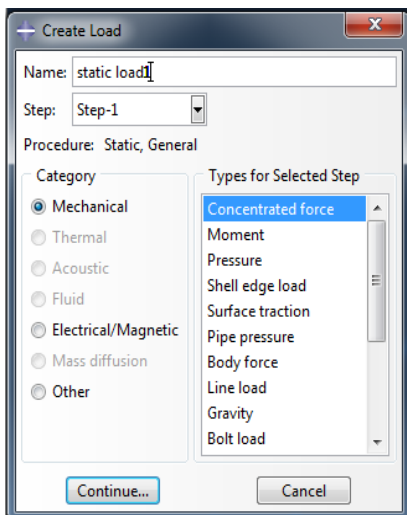 Create Load
Name: static load1
Step: Step-1
Procedure: Static, General
Category
Mechanical
Thermal
Acoustic
Fluid
Electrical/Magnetic
Mass diffusion
Other
Types for Selected Step
Concentrated force
Moment
Pressure
Shell edge load
Surface traction
Pipe pressure
Body force
Line load
Gravity
Bolt load
Continue...
Cancel